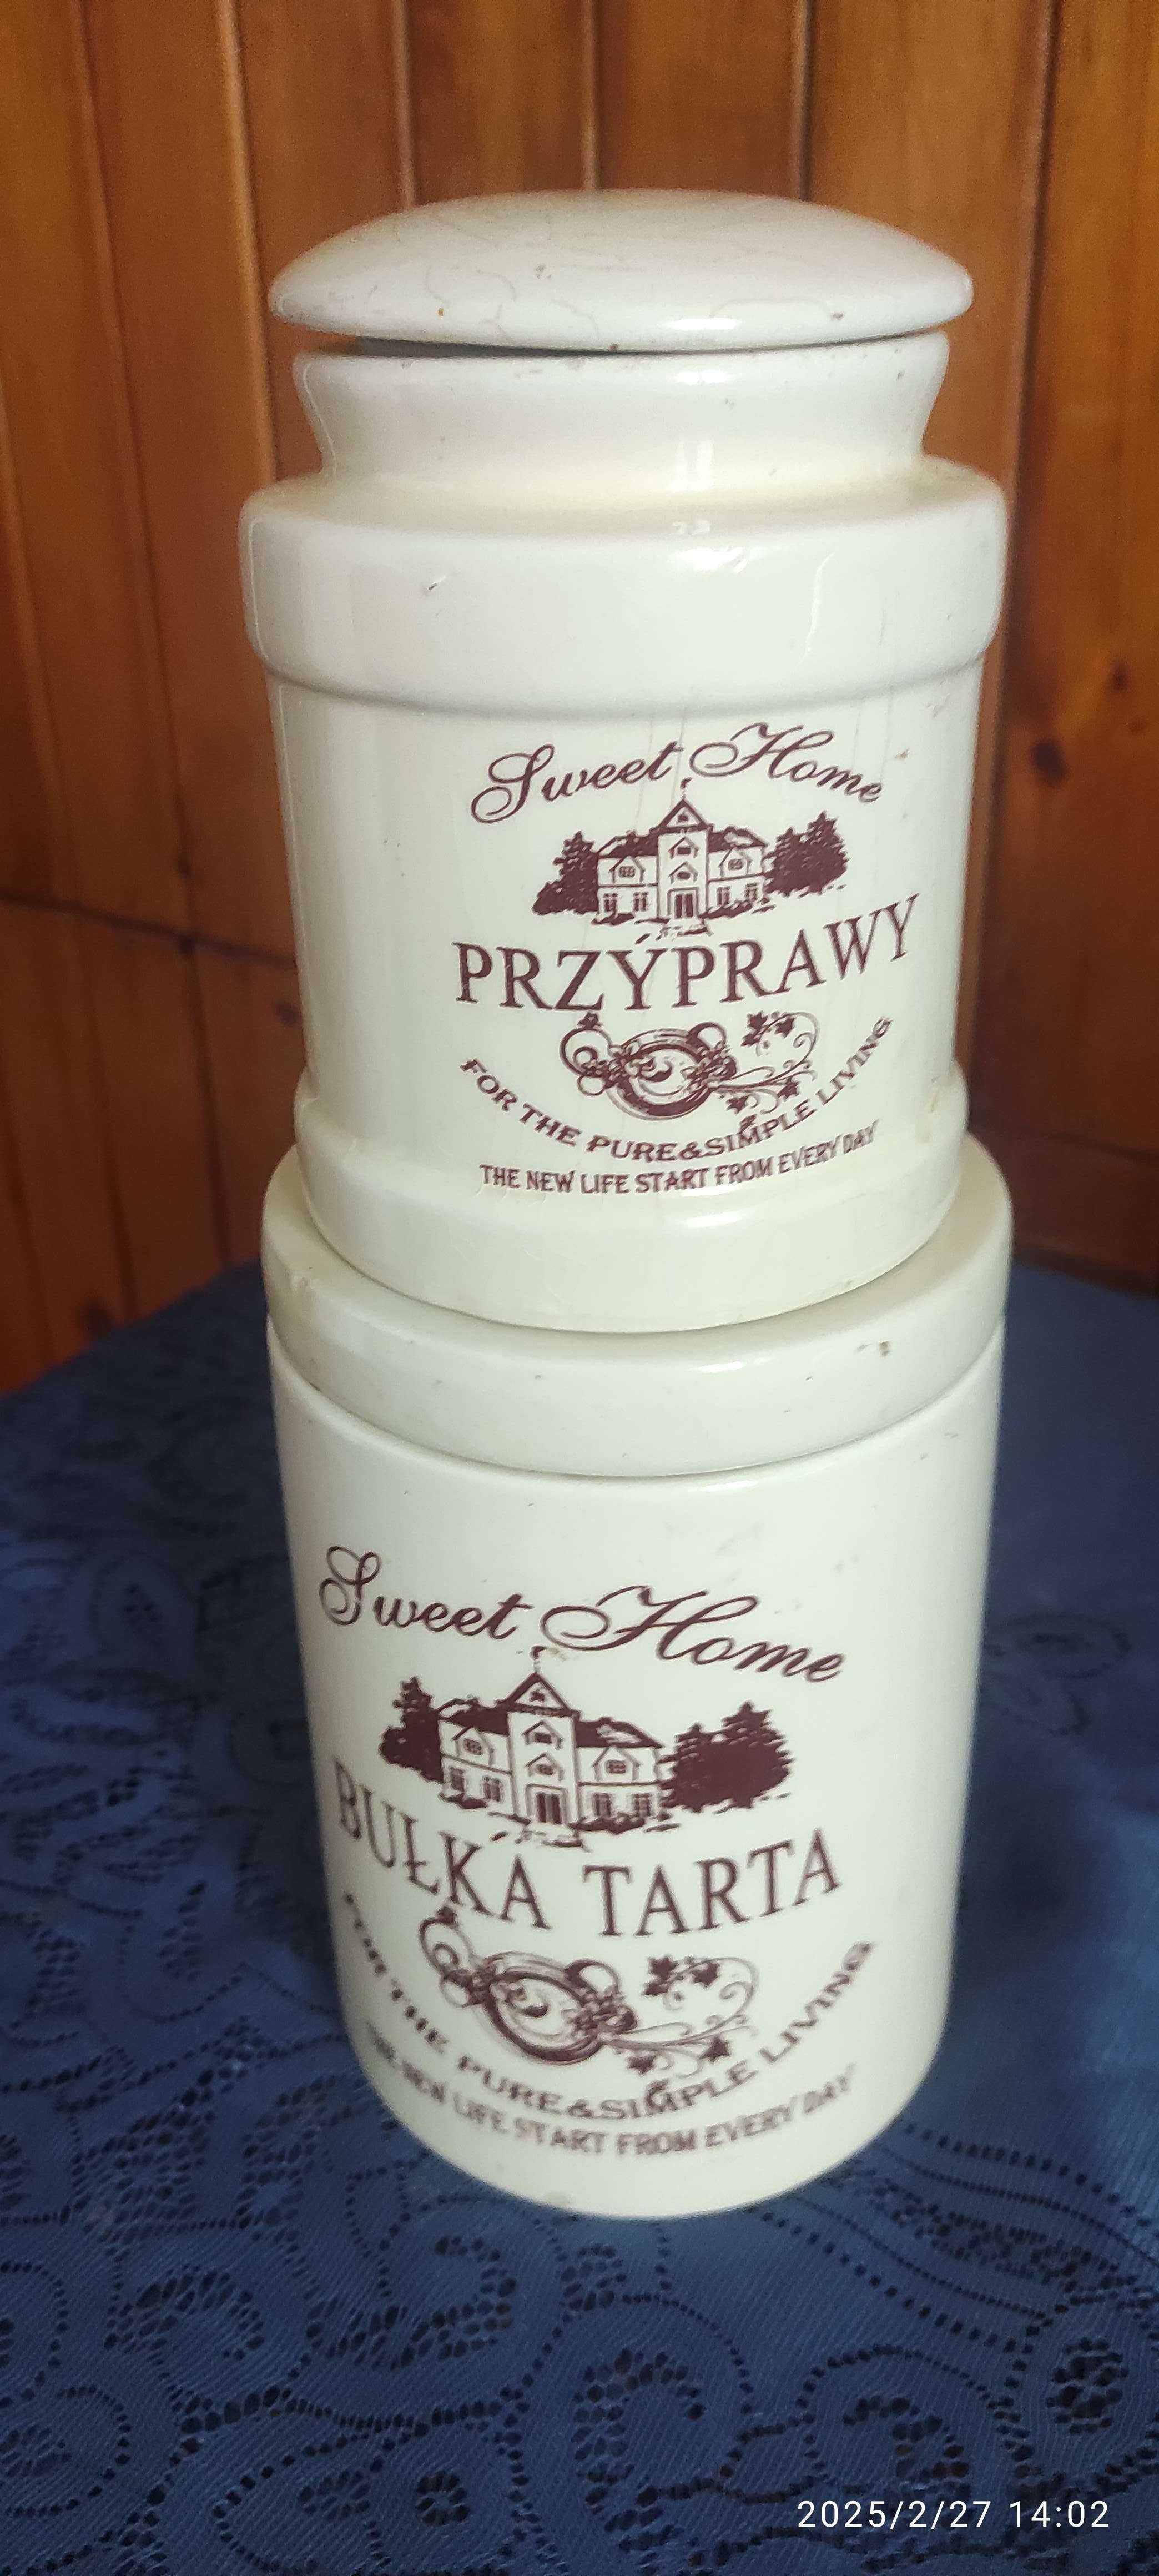 Sweet Home
PRZYPRAWY
FOR THE PURE&SIMPLE LIVING
THE NEW LIFE START FROM EVERY DAY
Sweet Home
BUŁKA TARTA
FOR THE PURE&SIMPLE LIVING
THE NEW LIFE START FROM EVERY DAY
2025/2/27 14:02